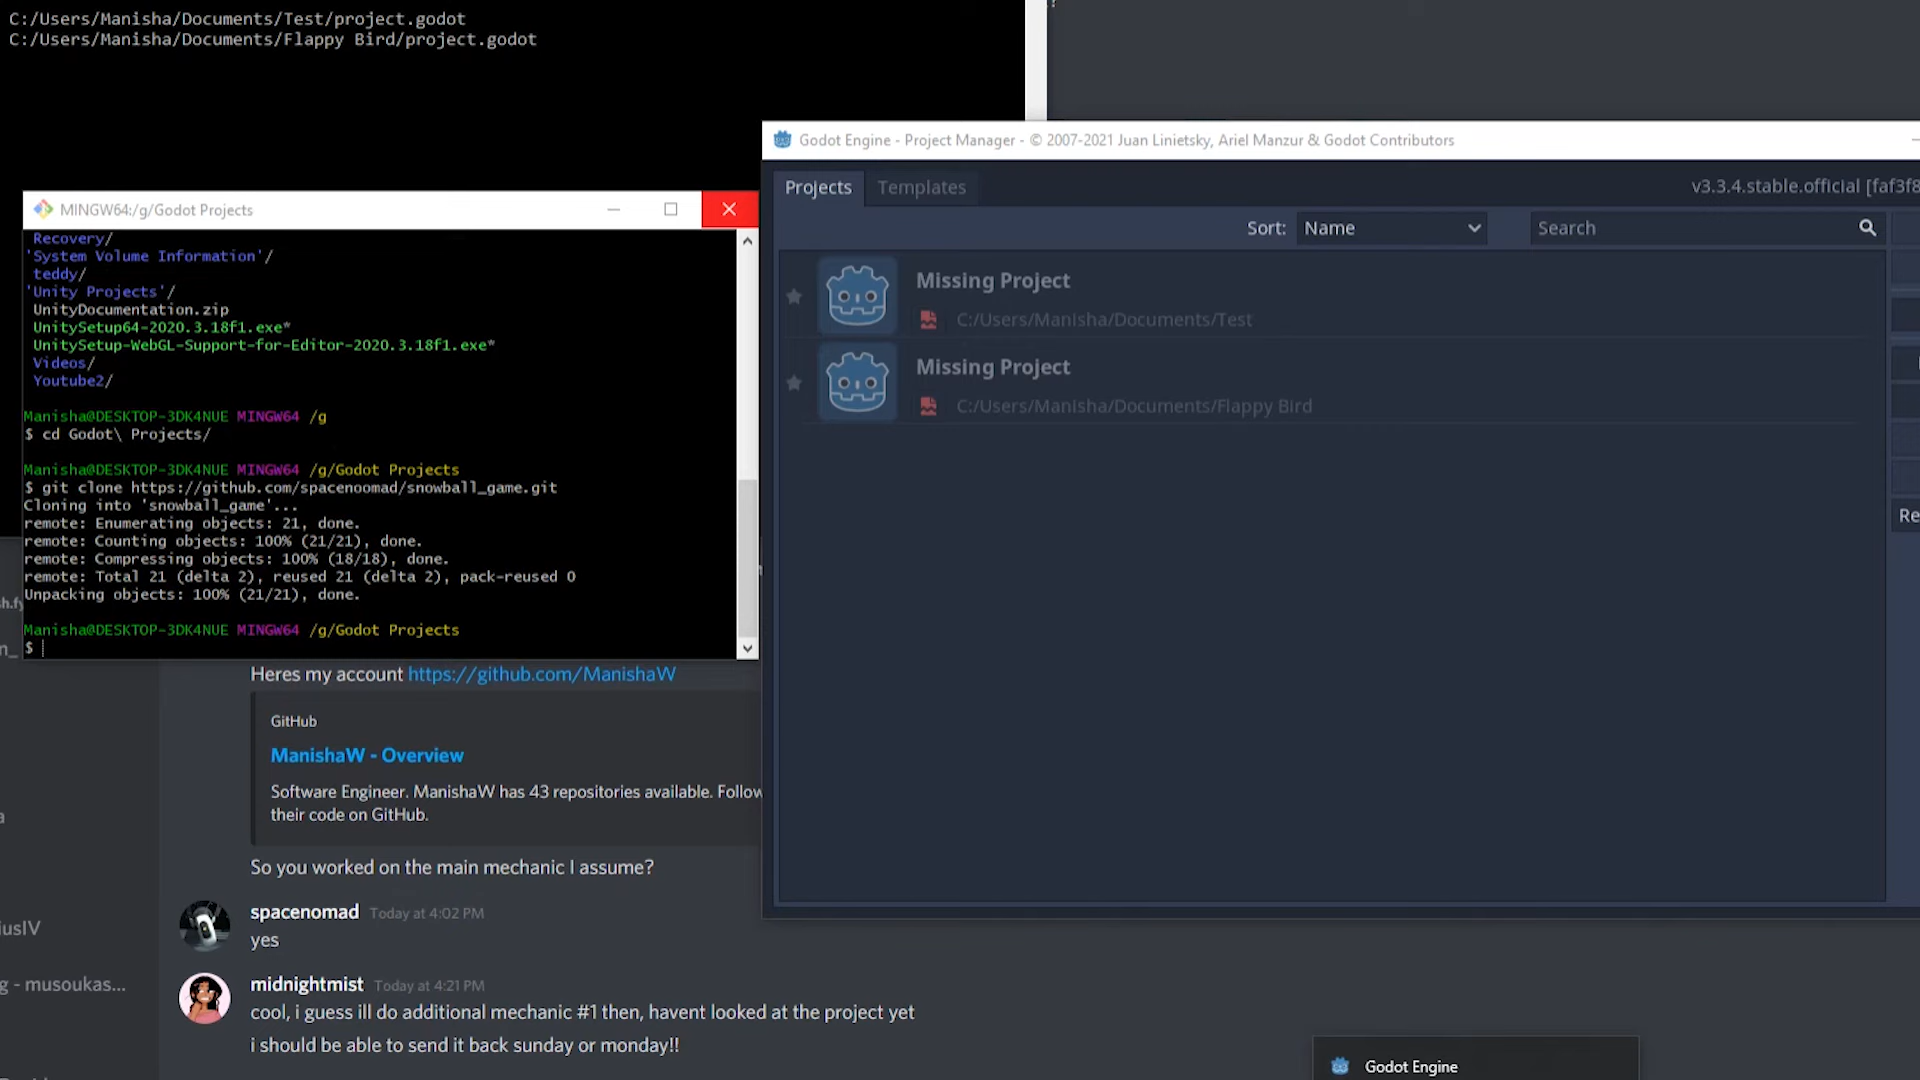 C:/Users/Manisha/Documents/Test/project.godot
C:/Users/Manisha/Documents/Flappy Bird/project.godot
MINGW64:/g/Godot Projects
Recovery/
'System Volume Information'/
teddy/
'Unity Projects'/
UnityDocumentation.zip
UnitySetup64-2020.3.18f1.exe*
UnitySetup-WebGL-Support-for-Editor-2020.3.18f1.exe*
Videos/
Youtube2/
Manisha@DESKTOP-3DK4NUE MINGW64 /g
$ cd Godot\ Projects/
Manisha@DESKTOP-3DK4NUE MINGW64 /g/Godot Projects
$ git clone https://github.com/spacenoomad/snowball_game.git
Cloning into 'snowball_game'...
remote: Enumerating objects: 21, done.
remote: Counting objects: 100% (21/21), done.
remote: Compressing objects: 100% (18/18), done.
remote: Total 21 (delta 2), reused 21 (delta 2), pack-reused 0
Unpacking objects: 100% (21/21), done.
Manisha@DESKTOP-3DK4NUE MINGW64 /g/Godot Projects
$
Godot Engine - Project Manager - © 2007-2021 Juan Linietsky, Ariel Manzur & Godot Contributors
Projects
Templates
v3.3.4.stable.official [faf3f8
Sort:
Name
Search
Missing Project
C:/Users/Manisha/Documents/Test
Missing Project
C:/Users/Manisha/Documents/Flappy Bird
Re
Heres my account https://github.com/ManishaW
GitHub
ManishaW - Overview
Software Engineer. ManishaW has 43 repositories available. Follow
their code on GitHub.
So you worked on the main mechanic I assume?
spacenomad Today at 4:02 PM
yes
midnightmist Today at 4:21 PM
cool, i guess ill do additional mechanic #1 then, havent looked at the project yet
i should be able to send it back sunday or monday!!
iusIV
g - musoukas...
Godot Engine